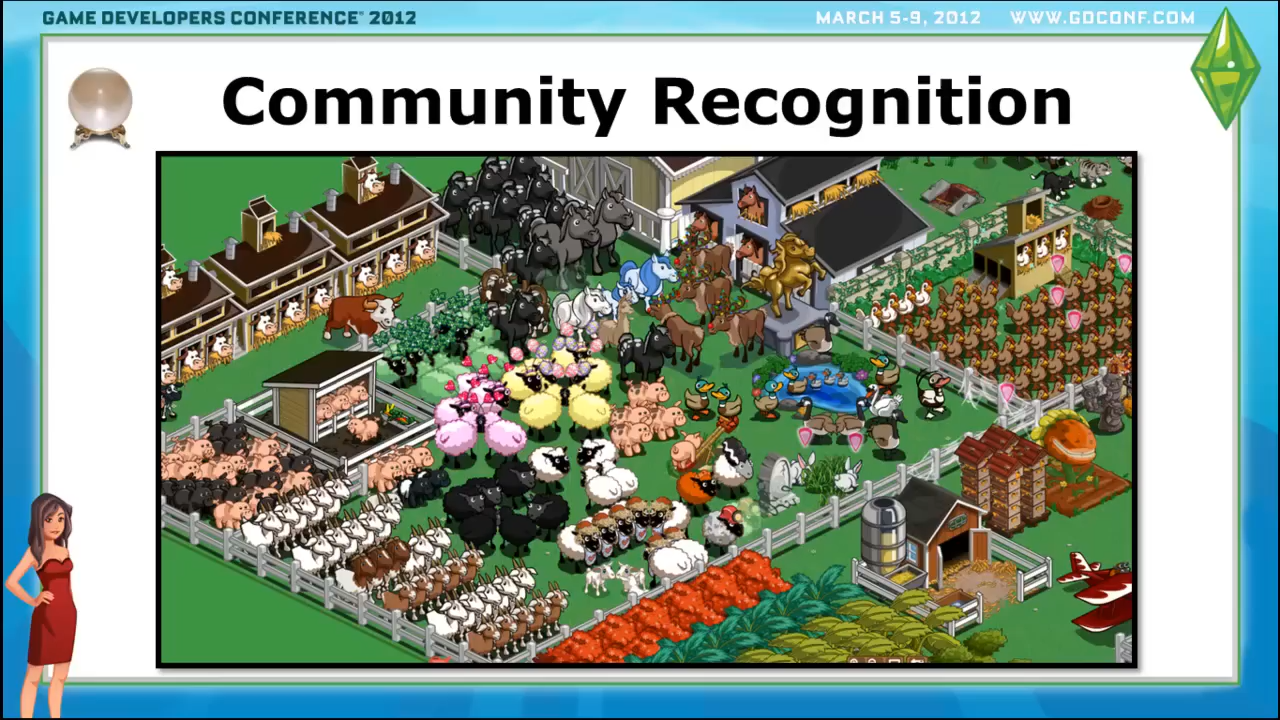 GAME DEVELOPERS CONFERENCE® 2012
MARCH 5-9, 2012 WWW.GDCONF.COM
Community Recognition